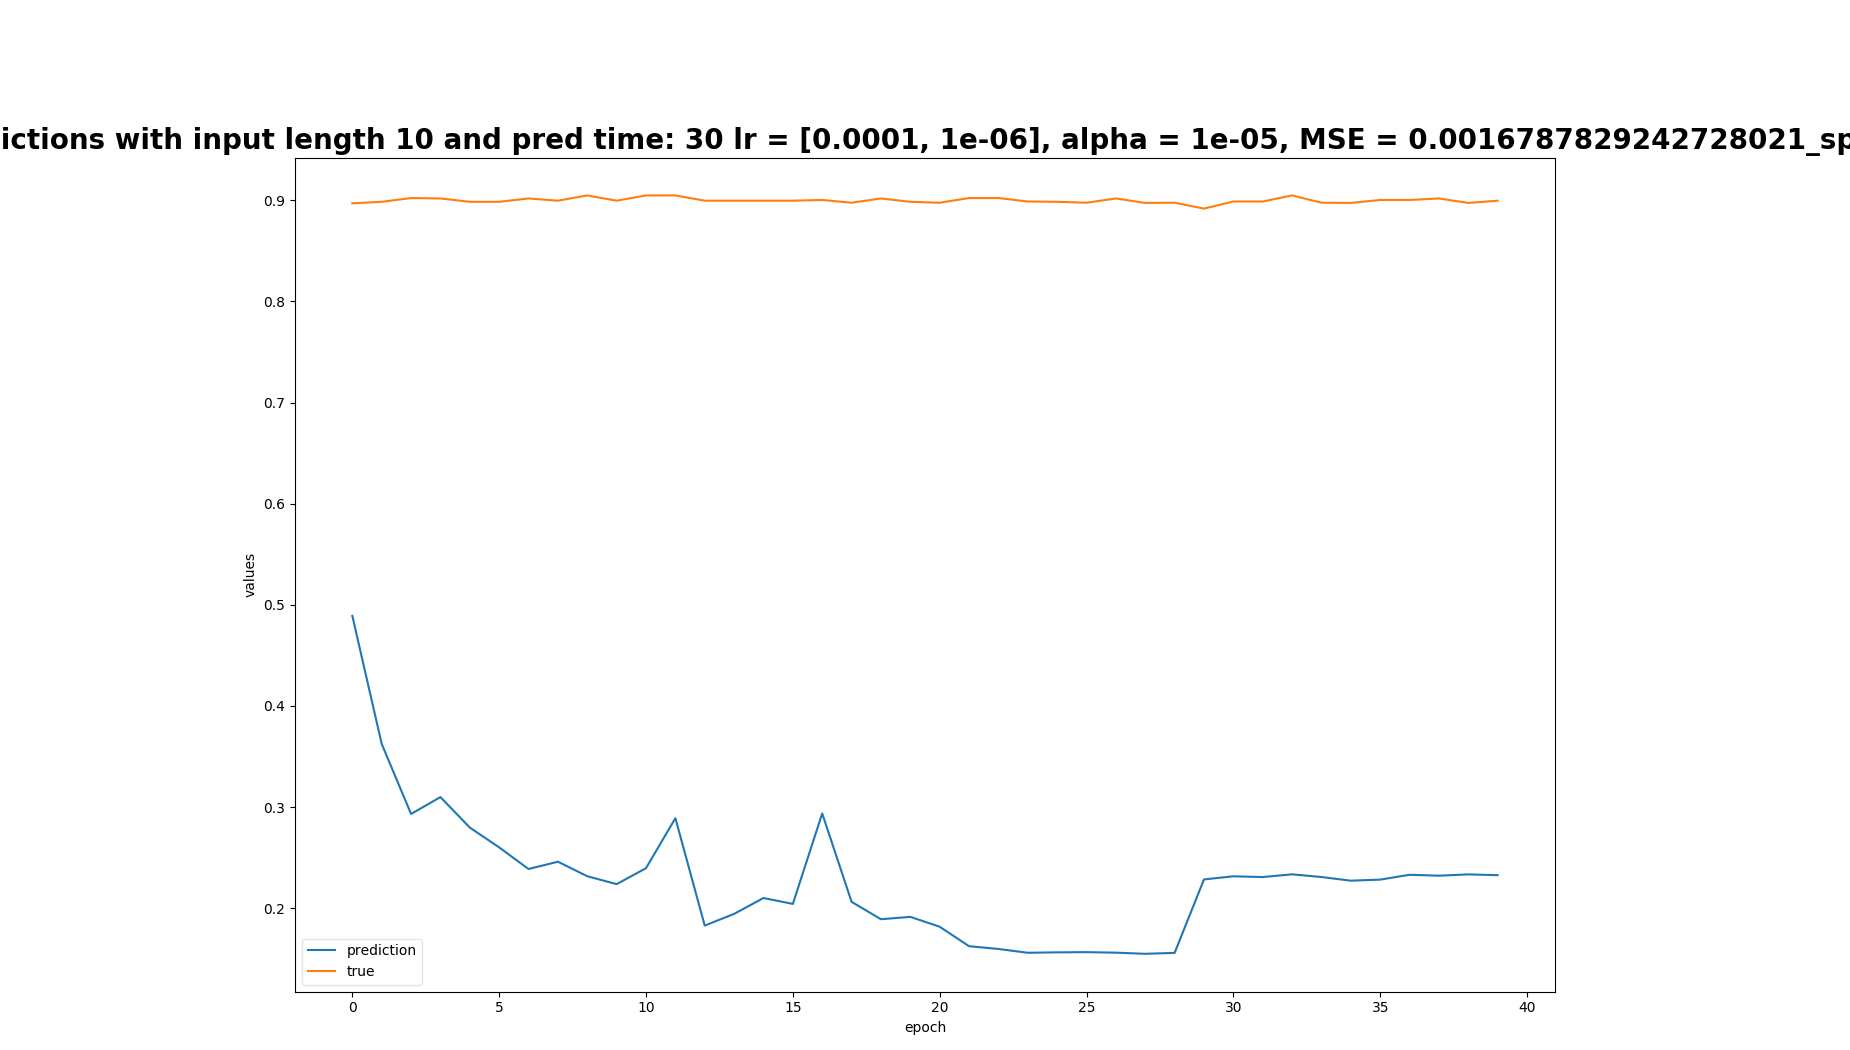 ictions with input length 10 and pred time: 30 lr = [0.0001, 1e-06], alpha = 1e-05, MSE = 0.0016787829242728021_sp
0.9
0.8
0.7
0.6
0.5
0.4
0.3
0.2
values
prediction
true
0 5 10 15 20 25 30 35 40
epoch